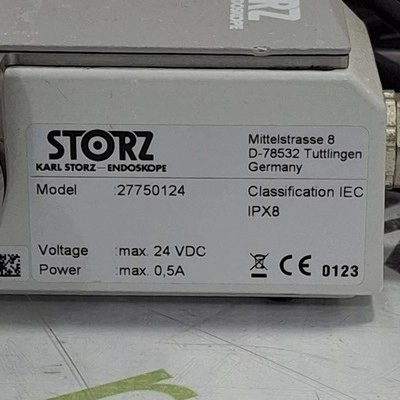 STORZ
KARL STORZ—ENDOSKOPE
Mittelstrasse 8
D-78532 Tuttlingen
Germany
Model :27750124
Classification IEC
IPX8
Voltage :max. 24 VDC
Power :max. 0,5A
CE 0123